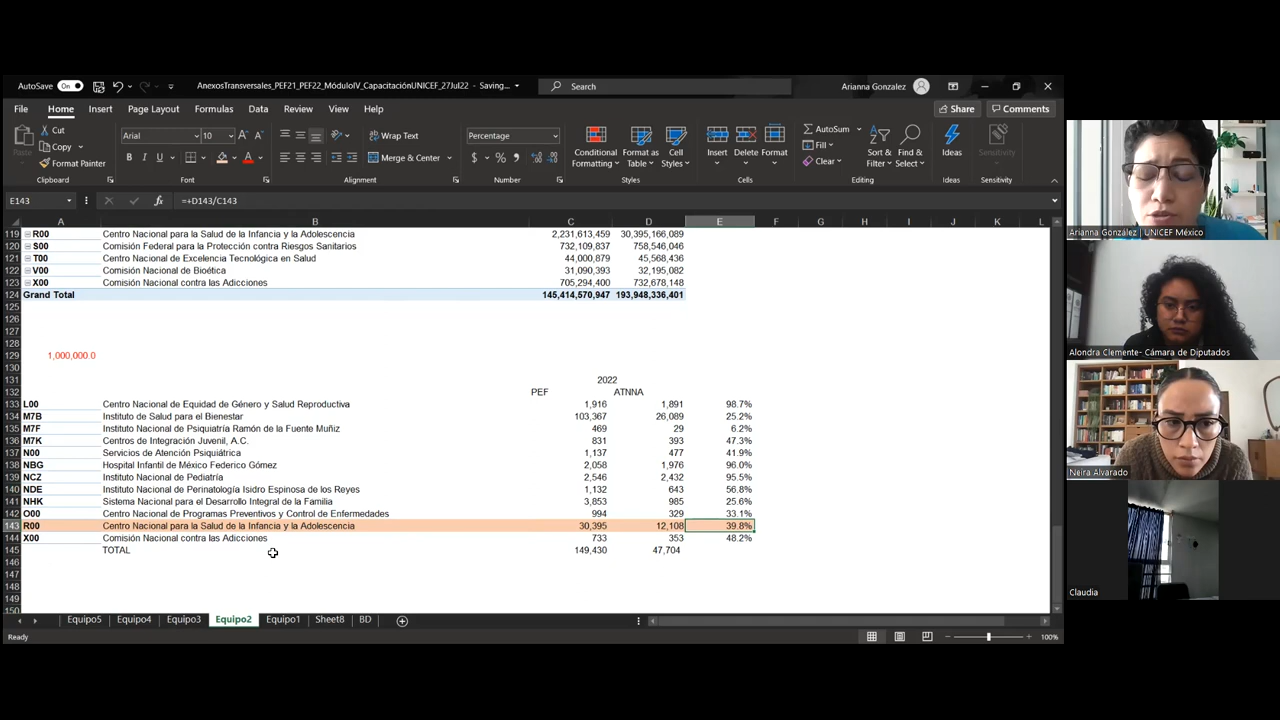 AutoSave On AnexosTransversales_PEF21_PEF22_MóduloIV_CapacitaciónUNICEF_27Jul22 - Saving... Search Arianna Gonzalez
File Home Insert Page Layout Formulas Data Review View Help Share Comments
Cut
Copy
Format Painter
Paste
Clipboard
Arial 10
B I U
Font
Wrap Text
Merge & Center
Alignment
Percentage
$ % 9
Number
Conditional Formatting
Format as Table
Cell Styles
Styles
Insert Delete Format
Cells
AutoSum
Fill
Clear
Sort & Filter
Find & Select
Editing
Ideas
Ideas
Sensitivity
Sensitivity
E143 fx =+D143/C143
A B C D E F G H I J K L
119 R00 Centro Nacional para la Salud de la Infancia y la Adolescencia 2,231,613,459 30,395,166,089
120 S00 Comisión Federal para la Protección contra Riesgos Sanitarios 732,109,837 758,546,046
121 T00 Centro Nacional de Excelencia Tecnológica en Salud 44,000,879 45,568,436
122 V00 Comisión Nacional de Bioética 31,090,393 32,195,082
123 X00 Comisión Nacional contra las Adicciones 705,294,400 732,678,148
124 Grand Total 145,414,570,947 193,948,336,401
125
126
127
128
129 1,000,000.0
130
131 2022
132 PEF ATNNA
133 L00 Centro Nacional de Equidad de Género y Salud Reproductiva 1,916 1,891 98.7%
134 M7B Instituto de Salud para el Bienestar 103,367 26,089 25.2%
135 M7F Instituto Nacional de Psiquiatría Ramón de la Fuente Muñiz 469 29 6.2%
136 M7K Centros de Integración Juvenil, A.C. 831 393 47.3%
137 N00 Servicios de Atención Psiquiátrica 1,137 477 41.9%
138 NBG Hospital Infantil de México Federico Gómez 2,058 1,976 96.0%
139 NCZ Instituto Nacional de Pediatría 2,546 2,432 95.5%
140 NDE Instituto Nacional de Perinatología Isidro Espinosa de los Reyes 1,132 643 56.8%
141 NHK Sistema Nacional para el Desarrollo Integral de la Familia 3,853 985 25.6%
142 O00 Centro Nacional de Programas Preventivos y Control de Enfermedades 994 329 33.1%
143 R00 Centro Nacional para la Salud de la Infancia y la Adolescencia 30,395 12,108 39.8%
144 X00 Comisión Nacional contra las Adicciones 733 353 48.2%
145 TOTAL 149,430 47,704
146
147
148
149
150
Equipo5 Equipo4 Equipo3 Equipo2 Equipo1 Sheet8 BD
Ready 100%
Arianna González | UNICEF México
Alondra Clemente- Cámara de Diputados
Neira Alvarado
Claudia